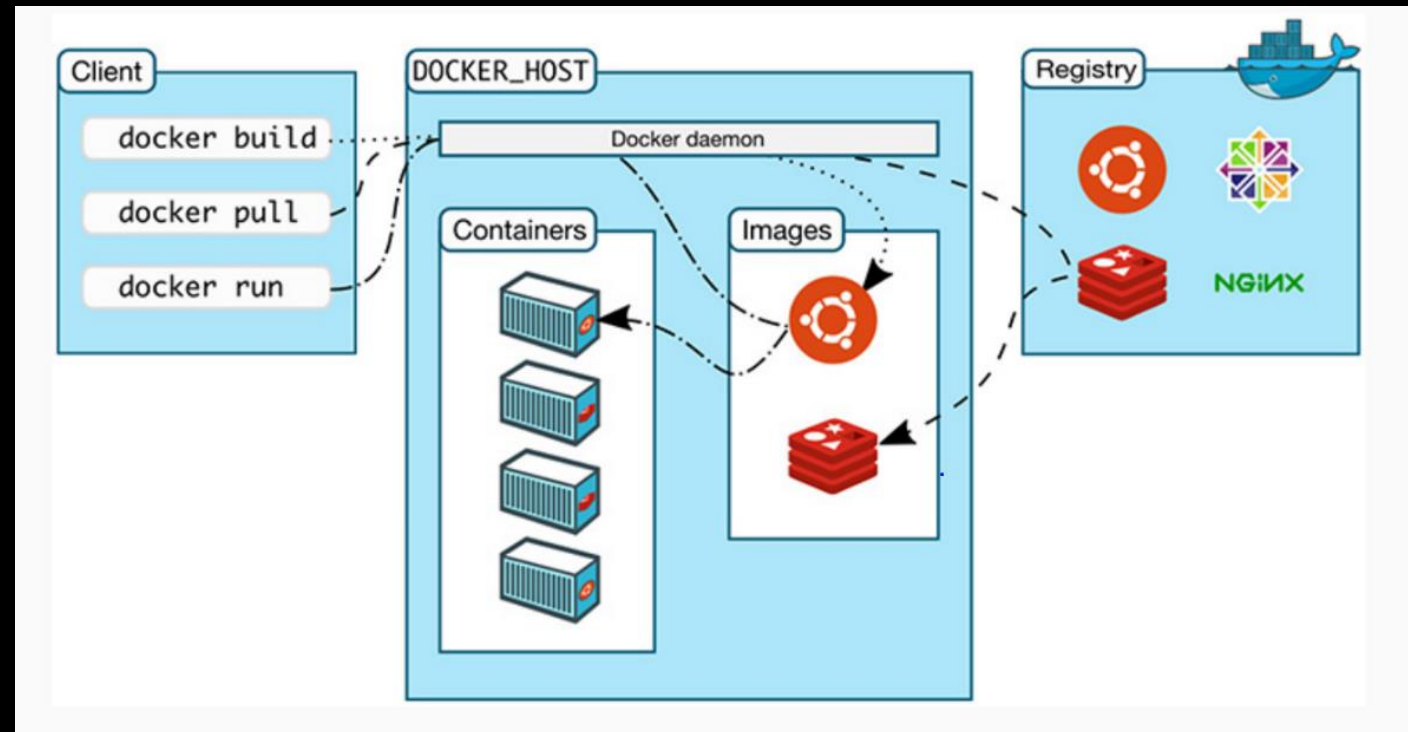 Client
docker build
docker pull
docker run
DOCKER_HOST
Docker daemon
Containers
Images
Registry
NGiNX